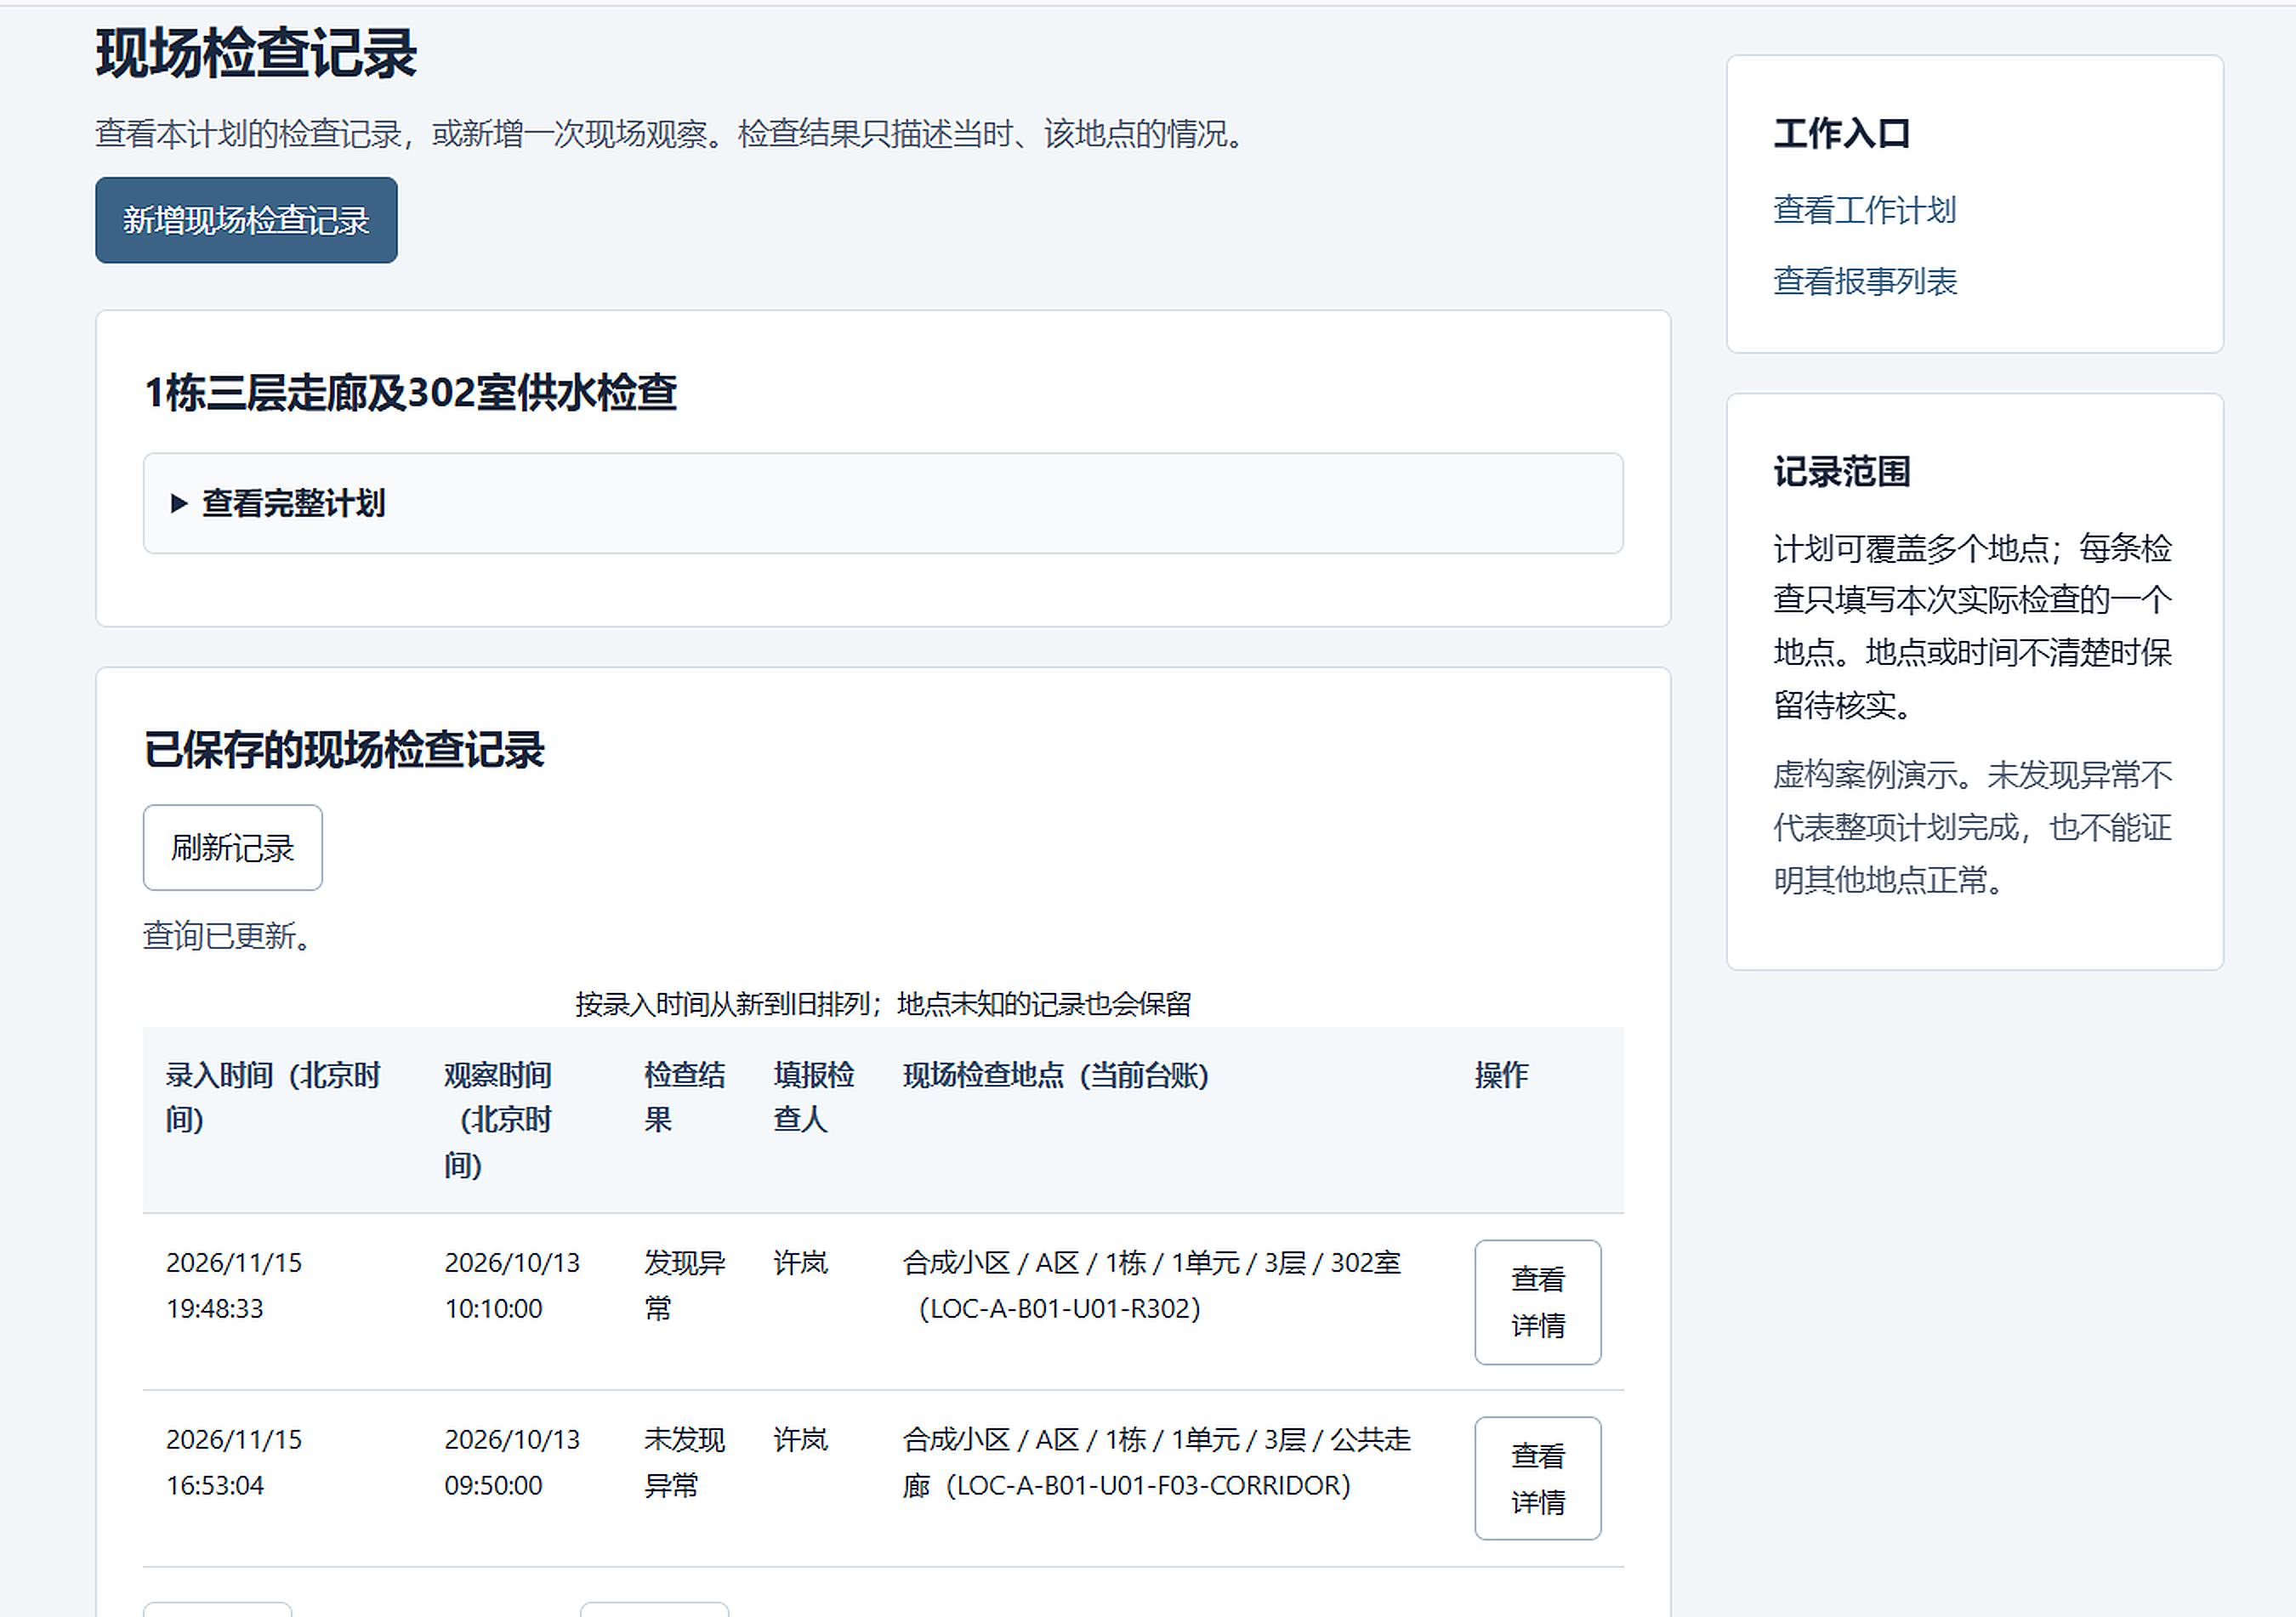 现场检查记录
查看本计划的检查记录，或新增一次现场观察。检查结果只描述当时、该地点的情况。
新增现场检查记录
1栋三层走廊及302室供水检查
查看完整计划
已保存的现场检查记录
刷新记录
查询已更新。
按录入时间从新到旧排列；地点未知的记录也会保留
录入时间（北京时
间）
观察时间
（北京时
间）
检查结
果
填报检
查人
现场检查地点（当前台账）
操作
2026/11/15
19:48:33
2026/10/13
10:10:00
发现异
常
许岚
合成小区 / A区 / 1栋 / 1单元 / 3层 / 302室
（LOC-A-B01-U01-R302）
查看
详情
2026/11/15
16:53:04
2026/10/13
09:50:00
未发现
异常
许岚
合成小区 / A区 / 1栋 / 1单元 / 3层 / 公共走
廊（LOC-A-B01-U01-F03-CORRIDOR）
查看
详情
工作入口
查看工作计划
查看报事列表
记录范围
计划可覆盖多个地点；每条检
查只填写本次实际检查的一个
地点。地点或时间不清楚时保
留待核实。
虚构案例演示。未发现异常不
代表整项计划完成，也不能证
明其他地点正常。